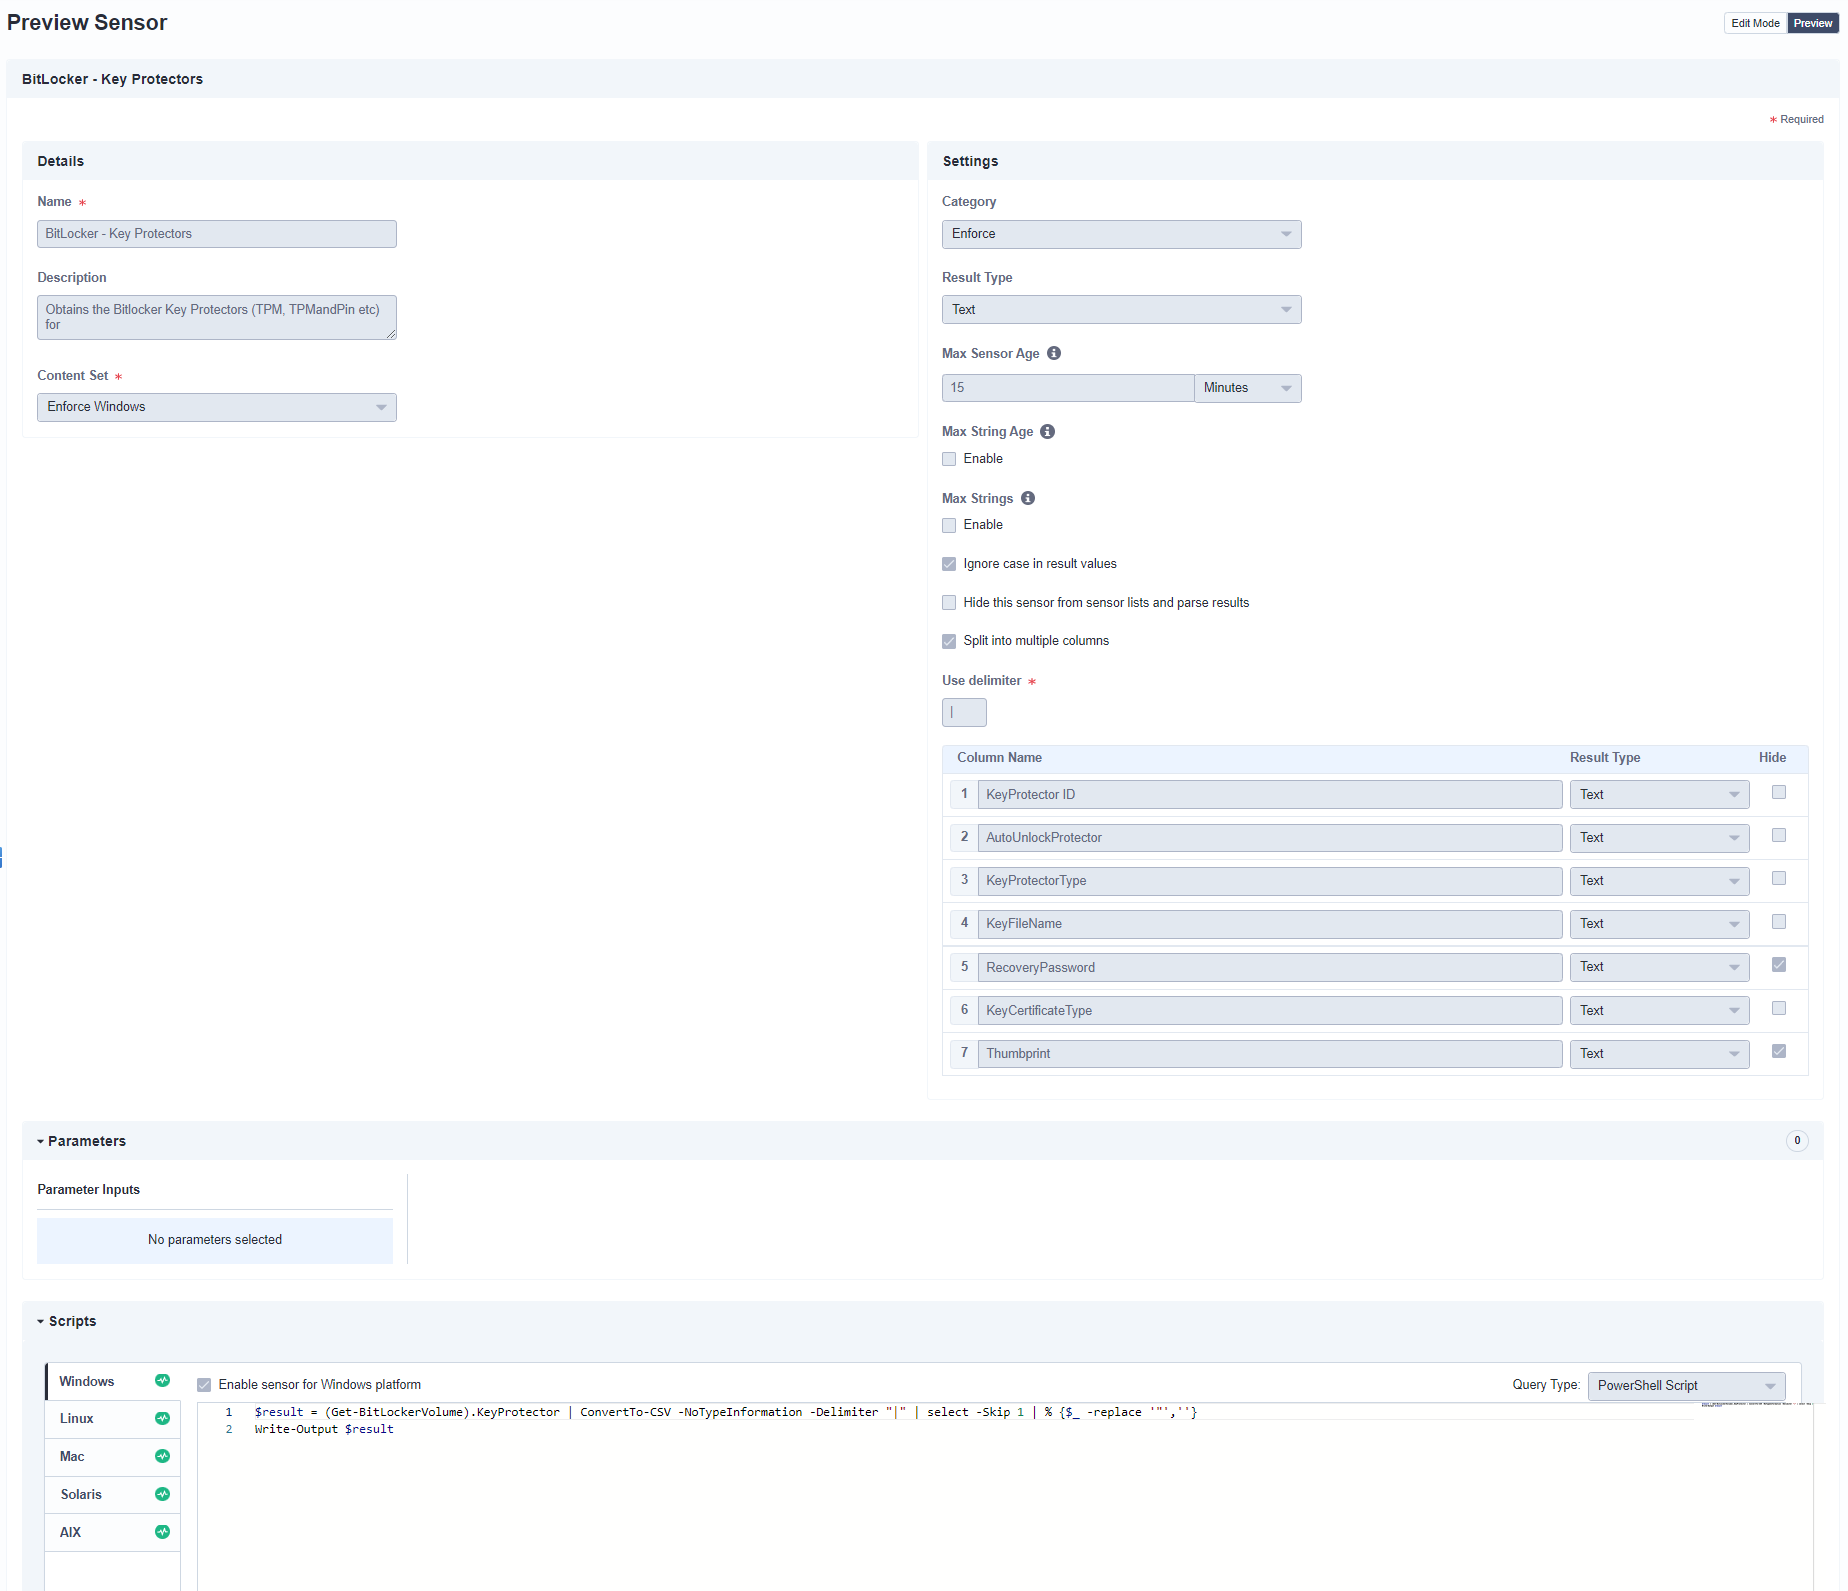 Preview Sensor
Edit Mode Preview
BitLocker - Key Protectors
* Required
Details
Name *
BitLocker - Key Protectors
Description
Obtains the Bitlocker Key Protectors (TPM, TPMandPin etc)
for
Content Set *
Enforce Windows
Settings
Category
Enforce
Result Type
Text
Max Sensor Age
15 Minutes
Max String Age
Enable
Max Strings
Enable
Ignore case in result values
Hide this sensor from sensor lists and parse results
Split into multiple columns
Use delimiter *
|
Column Name Result Type Hide
1 KeyProtector ID Text
2 AutoUnlockProtector Text
3 KeyProtectorType Text
4 KeyFileName Text
5 RecoveryPassword Text
6 KeyCertificateType Text
7 Thumbprint Text
Parameters 0
Parameter Inputs
No parameters selected
Scripts
Windows
Linux
Mac
Solaris
AIX
Enable sensor for Windows platform
Query Type: PowerShell Script
1 $result = (Get-BitLockerVolume).KeyProtector | ConvertTo-CSV -NoTypeInformation -Delimiter "|" | select -Skip 1 | % {$_ -replace '"',''}
2 Write-Output $result